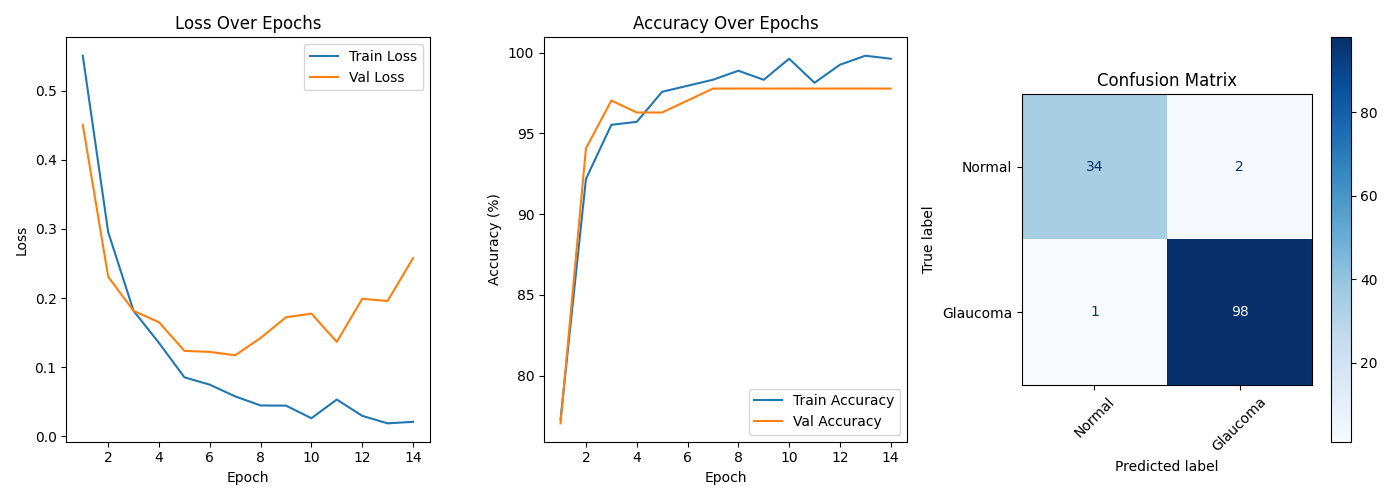 Loss Over Epochs
Train Loss
Val Loss
0.5
0.4
0.3
0.2
0.1
0.0
Loss
2 4 6 8 10 12 14
Epoch
Accuracy Over Epochs
100
95
90
85
80
Accuracy (%)
Train Accuracy
Val Accuracy
2 4 6 8 10 12 14
Epoch
Confusion Matrix
True label
Normal
34 2
Glaucoma
1 98
Normal Glaucoma
Predicted label
80
60
40
20